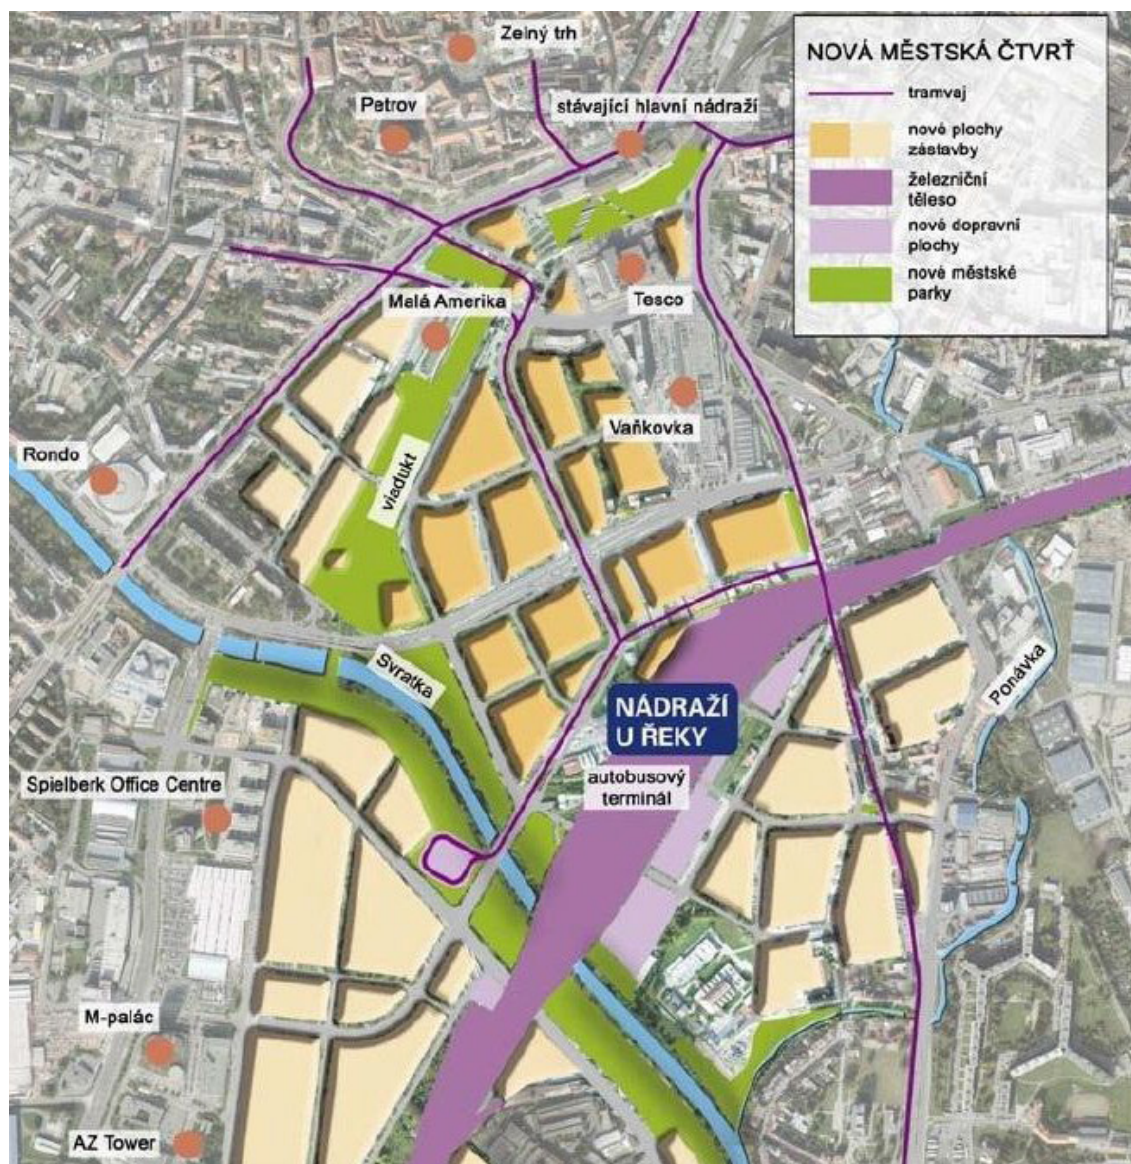 Zelný trh
Petrov
stávající hlavní nádraží
NOVÁ MĚSTSKÁ ČTVRŤ
tramvaj
nové plochy
zástavby
železniční
těleso
nové dopravní
plochy
nové městské
parky
Malá Amerika
Tesco
Vaňkovka
Rondo
viadukt
Svratka
Ponávka
NÁDRAŽÍ
U ŘEKY
autobusový
terminál
Spielberk Office Centre
M-palác
AZ Tower